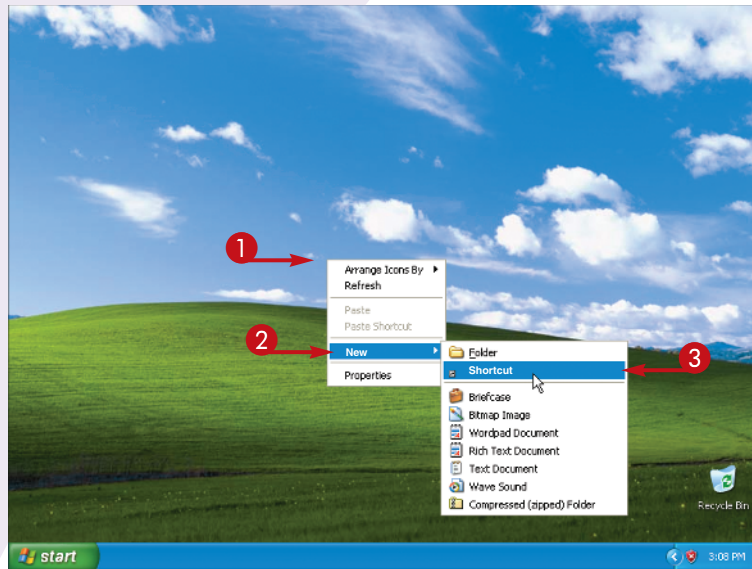 1
Arrange Icons By
Refresh
Paste
Paste Shortcut
2
New
Properties
Folder
Shortcut
3
Briefcase
Bitmap Image
Wordpad Document
Rich Text Document
Text Document
Wave Sound
Compressed (zipped) Folder
Recycle Bin
start
3:08 PM